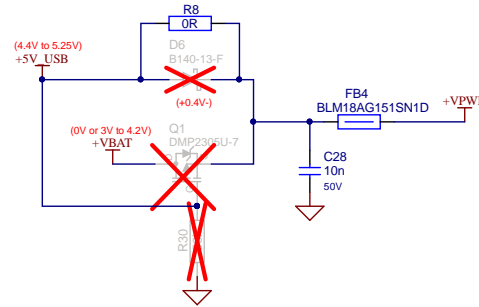 R8
0R
D6
B140-13-F
(4.4V to 5.25V)
+5V_USB
(+0.4V-)
FB4
BLM18AG151SN1D
+VPW
(0V or 3V to 4.2V)
+VBAT
Q1
DMP2305U-7
C28
10n
50V
R30